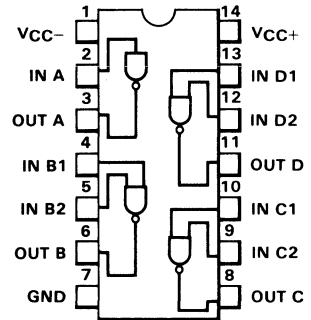 1 14
VCC− VCC+
2 13
IN A IN D1
3 12
OUT A IN D2
4 11
IN B1 OUT D
5 10
IN B2 IN C1
6 9
OUT B IN C2
7 8
GND OUT C